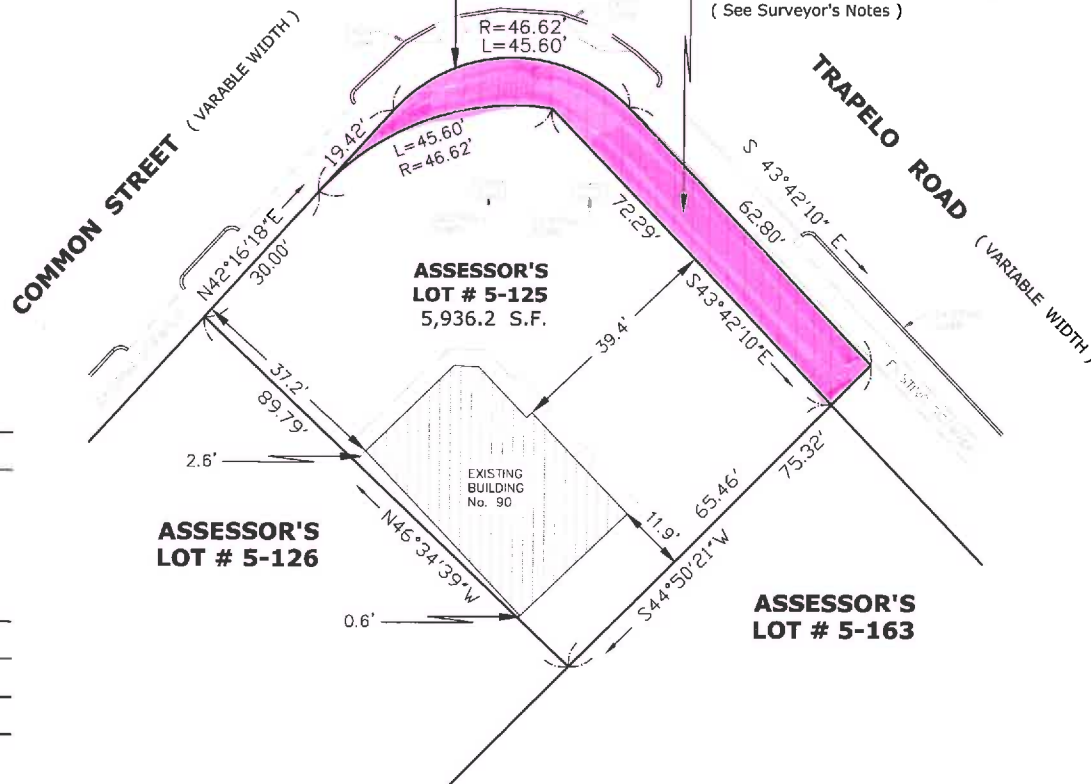 ( See Surveyor's Notes )
R=46.62'
L=45.60'
COMMON STREET ( VARABLE WIDTH )
TRAPELO ROAD ( VARIABLE WIDTH )
19.42'
L=45.60'
R=46.62'
S 43°42'10" E
62.80'
72.29'
N42°16'18"E
30.00'
ASSESSOR'S
LOT # 5-125
5,936.2 S.F.
S43°42'10"E
39.4'
37.2'
89.79'
2.6'
EXISTING
BUILDING
No. 90
75.32'
65.46'
11.9'
ASSESSOR'S
LOT # 5-126
N46°34'39"W
S44°50'21"W
0.6'
ASSESSOR'S
LOT # 5-163